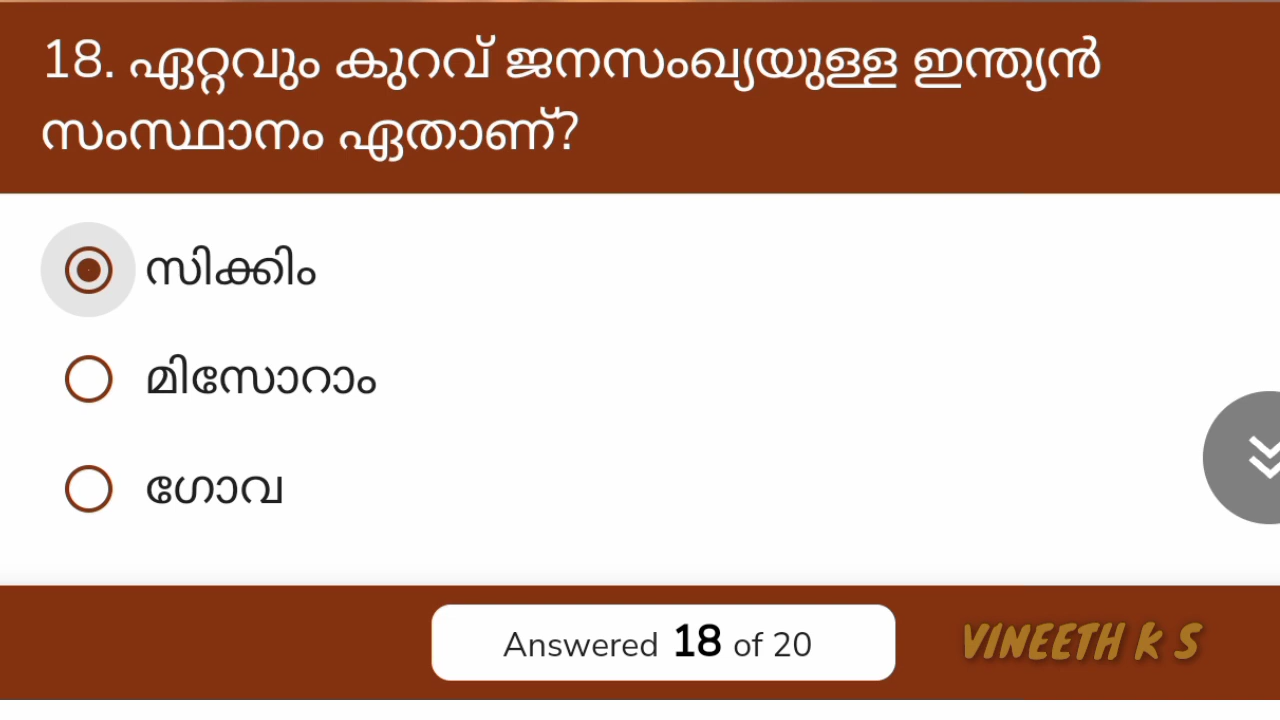 18. ഏറ്റവും കുറവ് ജനസംഖ്യയുള്ള ഇന്ത്യൻ
സംസ്ഥാനം ഏതാണ്?
സിക്കിം
മിസോറാം
ഗോവ
Answered 18 of 20
VINEETH K S